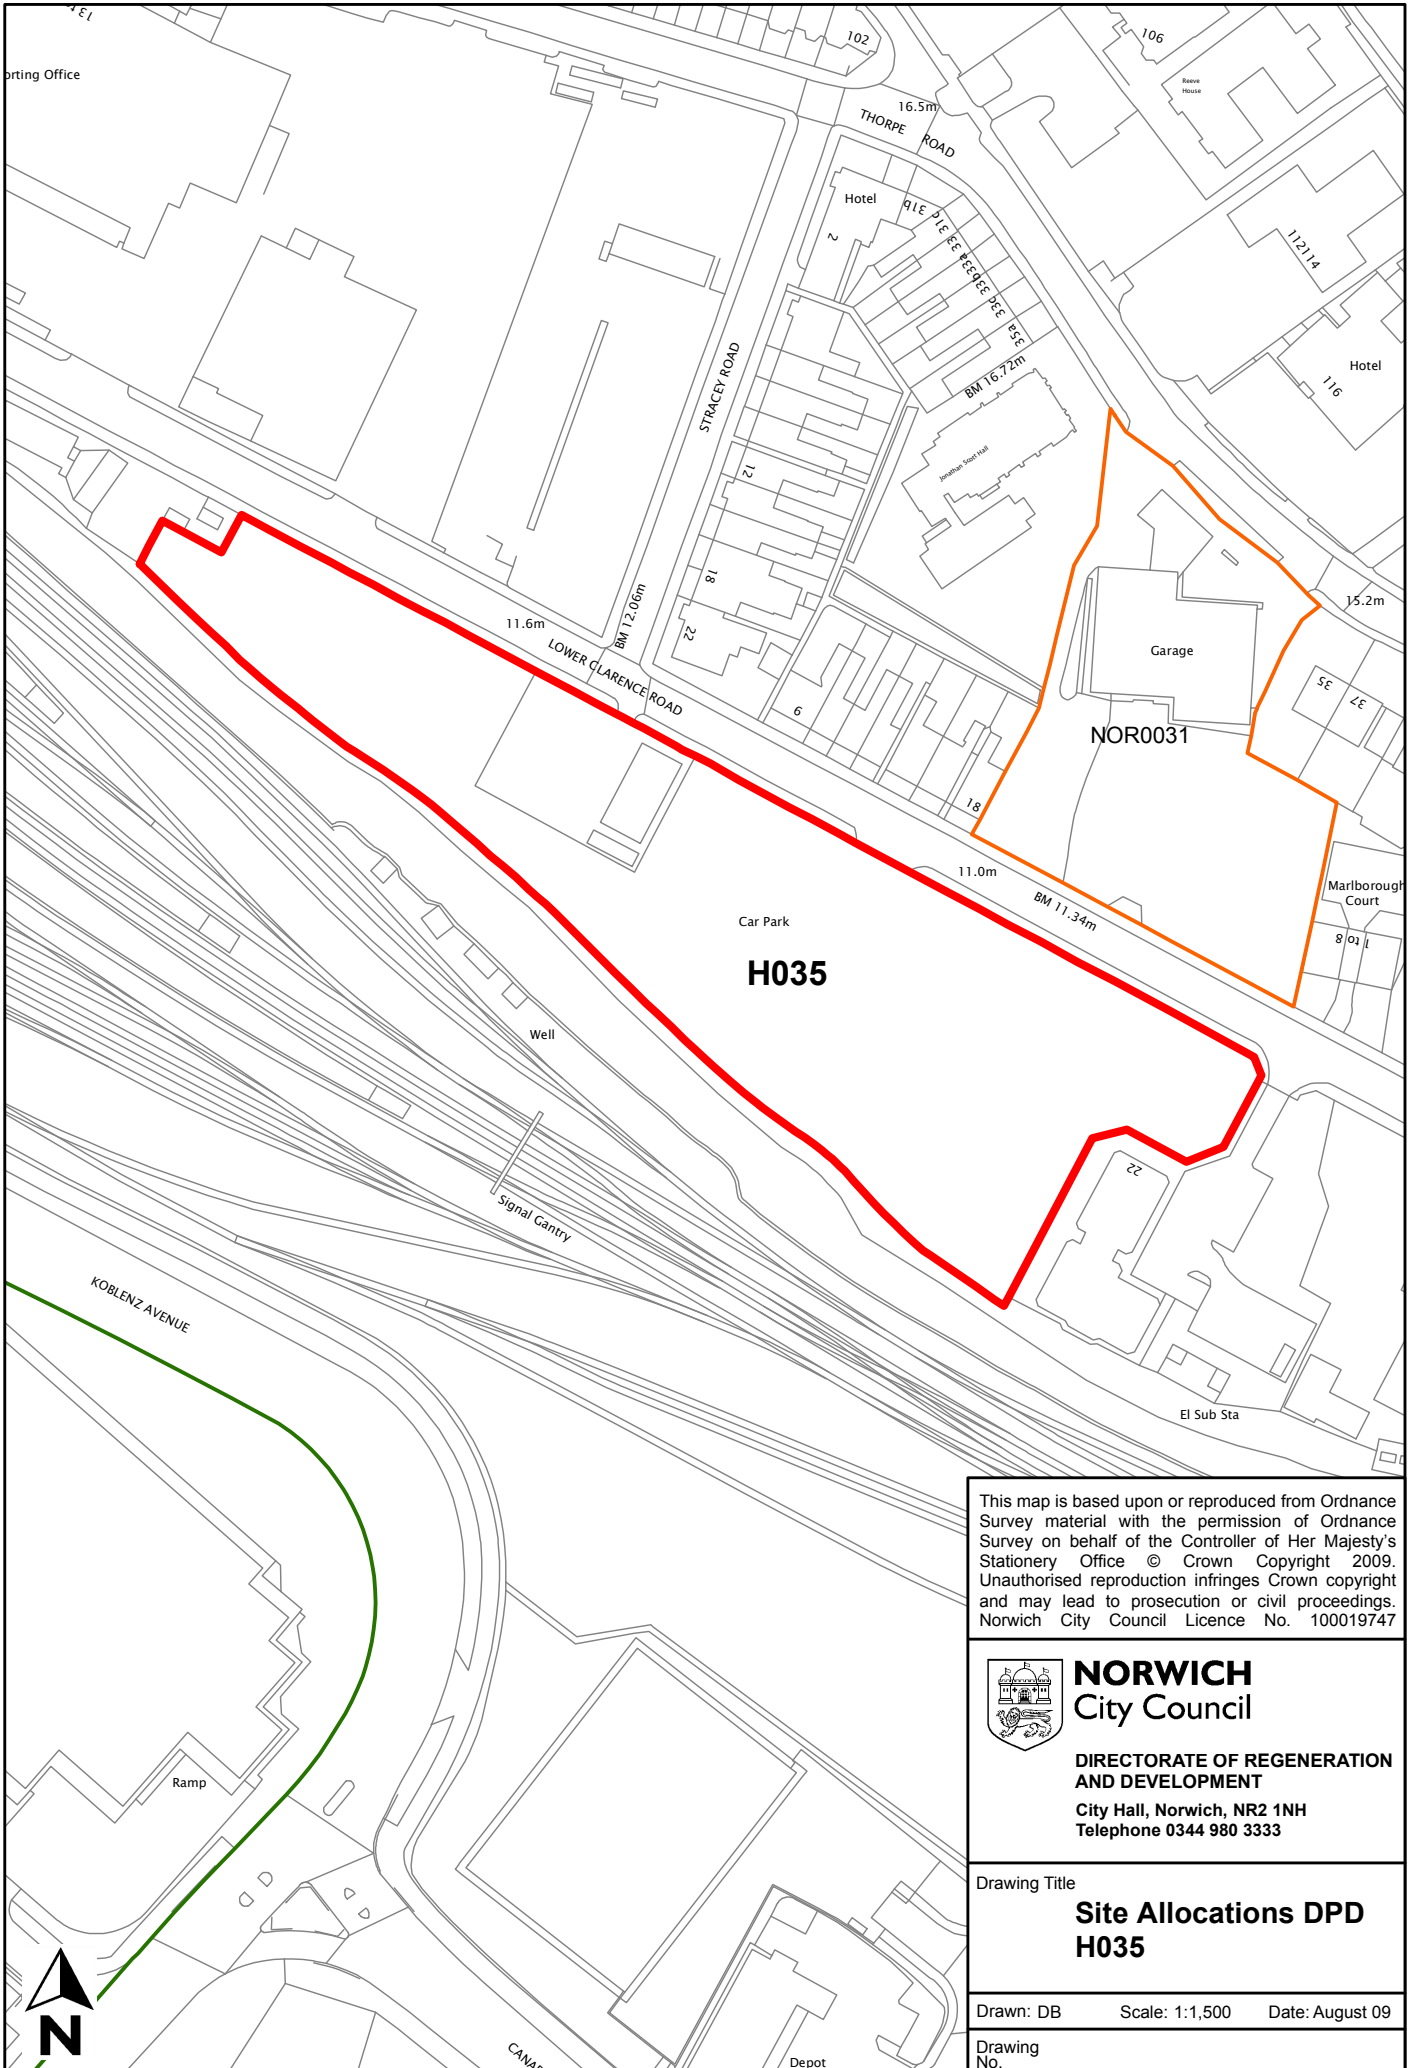 102
106
orting Office
Reeve
House
16.5m
THORPE ROAD
Hotel
2
31b
31c
33
33a
33b
33c
35a
112114
Hotel
116
BM 16.72m
STRACEY ROAD
Jonathan Scott Hall
12
18
22
BM 12.06m
11.6m
LOWER CLARENCE ROAD
9
18
Garage
15.2m
35
37
NOR0031
Marlborough
Court
1 to 8
11.0m
BM 11.34m
Car Park
H035
Well
22
Signal Gantry
KOBLENZ AVENUE
El Sub Sta
Ramp
Depot
N
This map is based upon or reproduced from Ordnance
Survey material with the permission of Ordnance
Survey on behalf of the Controller of Her Majesty's
Stationery Office © Crown Copyright 2009.
Unauthorised reproduction infringes Crown copyright
and may lead to prosecution or civil proceedings.
Norwich City Council Licence No. 100019747
NORWICH
City Council
DIRECTORATE OF REGENERATION
AND DEVELOPMENT
City Hall, Norwich, NR2 1NH
Telephone 0344 980 3333
Drawing Title
Site Allocations DPD
H035
Drawn: DB Scale: 1:1,500 Date: August 09
Drawing
No.